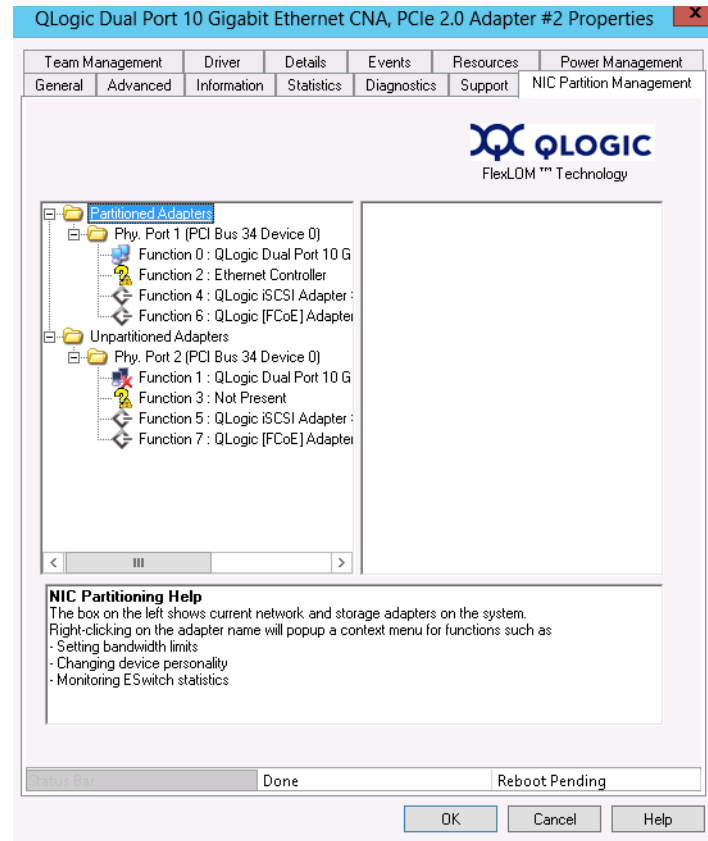 QLogic Dual Port 10 Gigabit Ethernet CNA, PCIe 2.0 Adapter #2 Properties
x
Team Management Driver Details Events Resources Power Management
General Advanced Information Statistics Diagnostics Support NIC Partition Management
QLOGIC
FlexLOM ™ Technology
Partitioned Adapters
Phy. Port 1 (PCI Bus 34 Device 0)
Function 0 : QLogic Dual Port 10 G
Function 2 : Ethernet Controller
Function 4 : QLogic iSCSI Adapter
Function 6 : QLogic [FCoE] Adapter
Unpartitioned Adapters
Phy. Port 2 (PCI Bus 34 Device 0)
Function 1 : QLogic Dual Port 10 G
Function 3 : Not Present
Function 5 : QLogic iSCSI Adapter
Function 7 : QLogic [FCoE] Adapter
NIC Partitioning Help
The box on the left shows current network and storage adapters on the system.
Right-clicking on the adapter name will popup a context menu for functions such as
- Setting bandwidth limits
- Changing device personality
- Monitoring ESwitch statistics
Status Bar Done Reboot Pending
OK Cancel Help